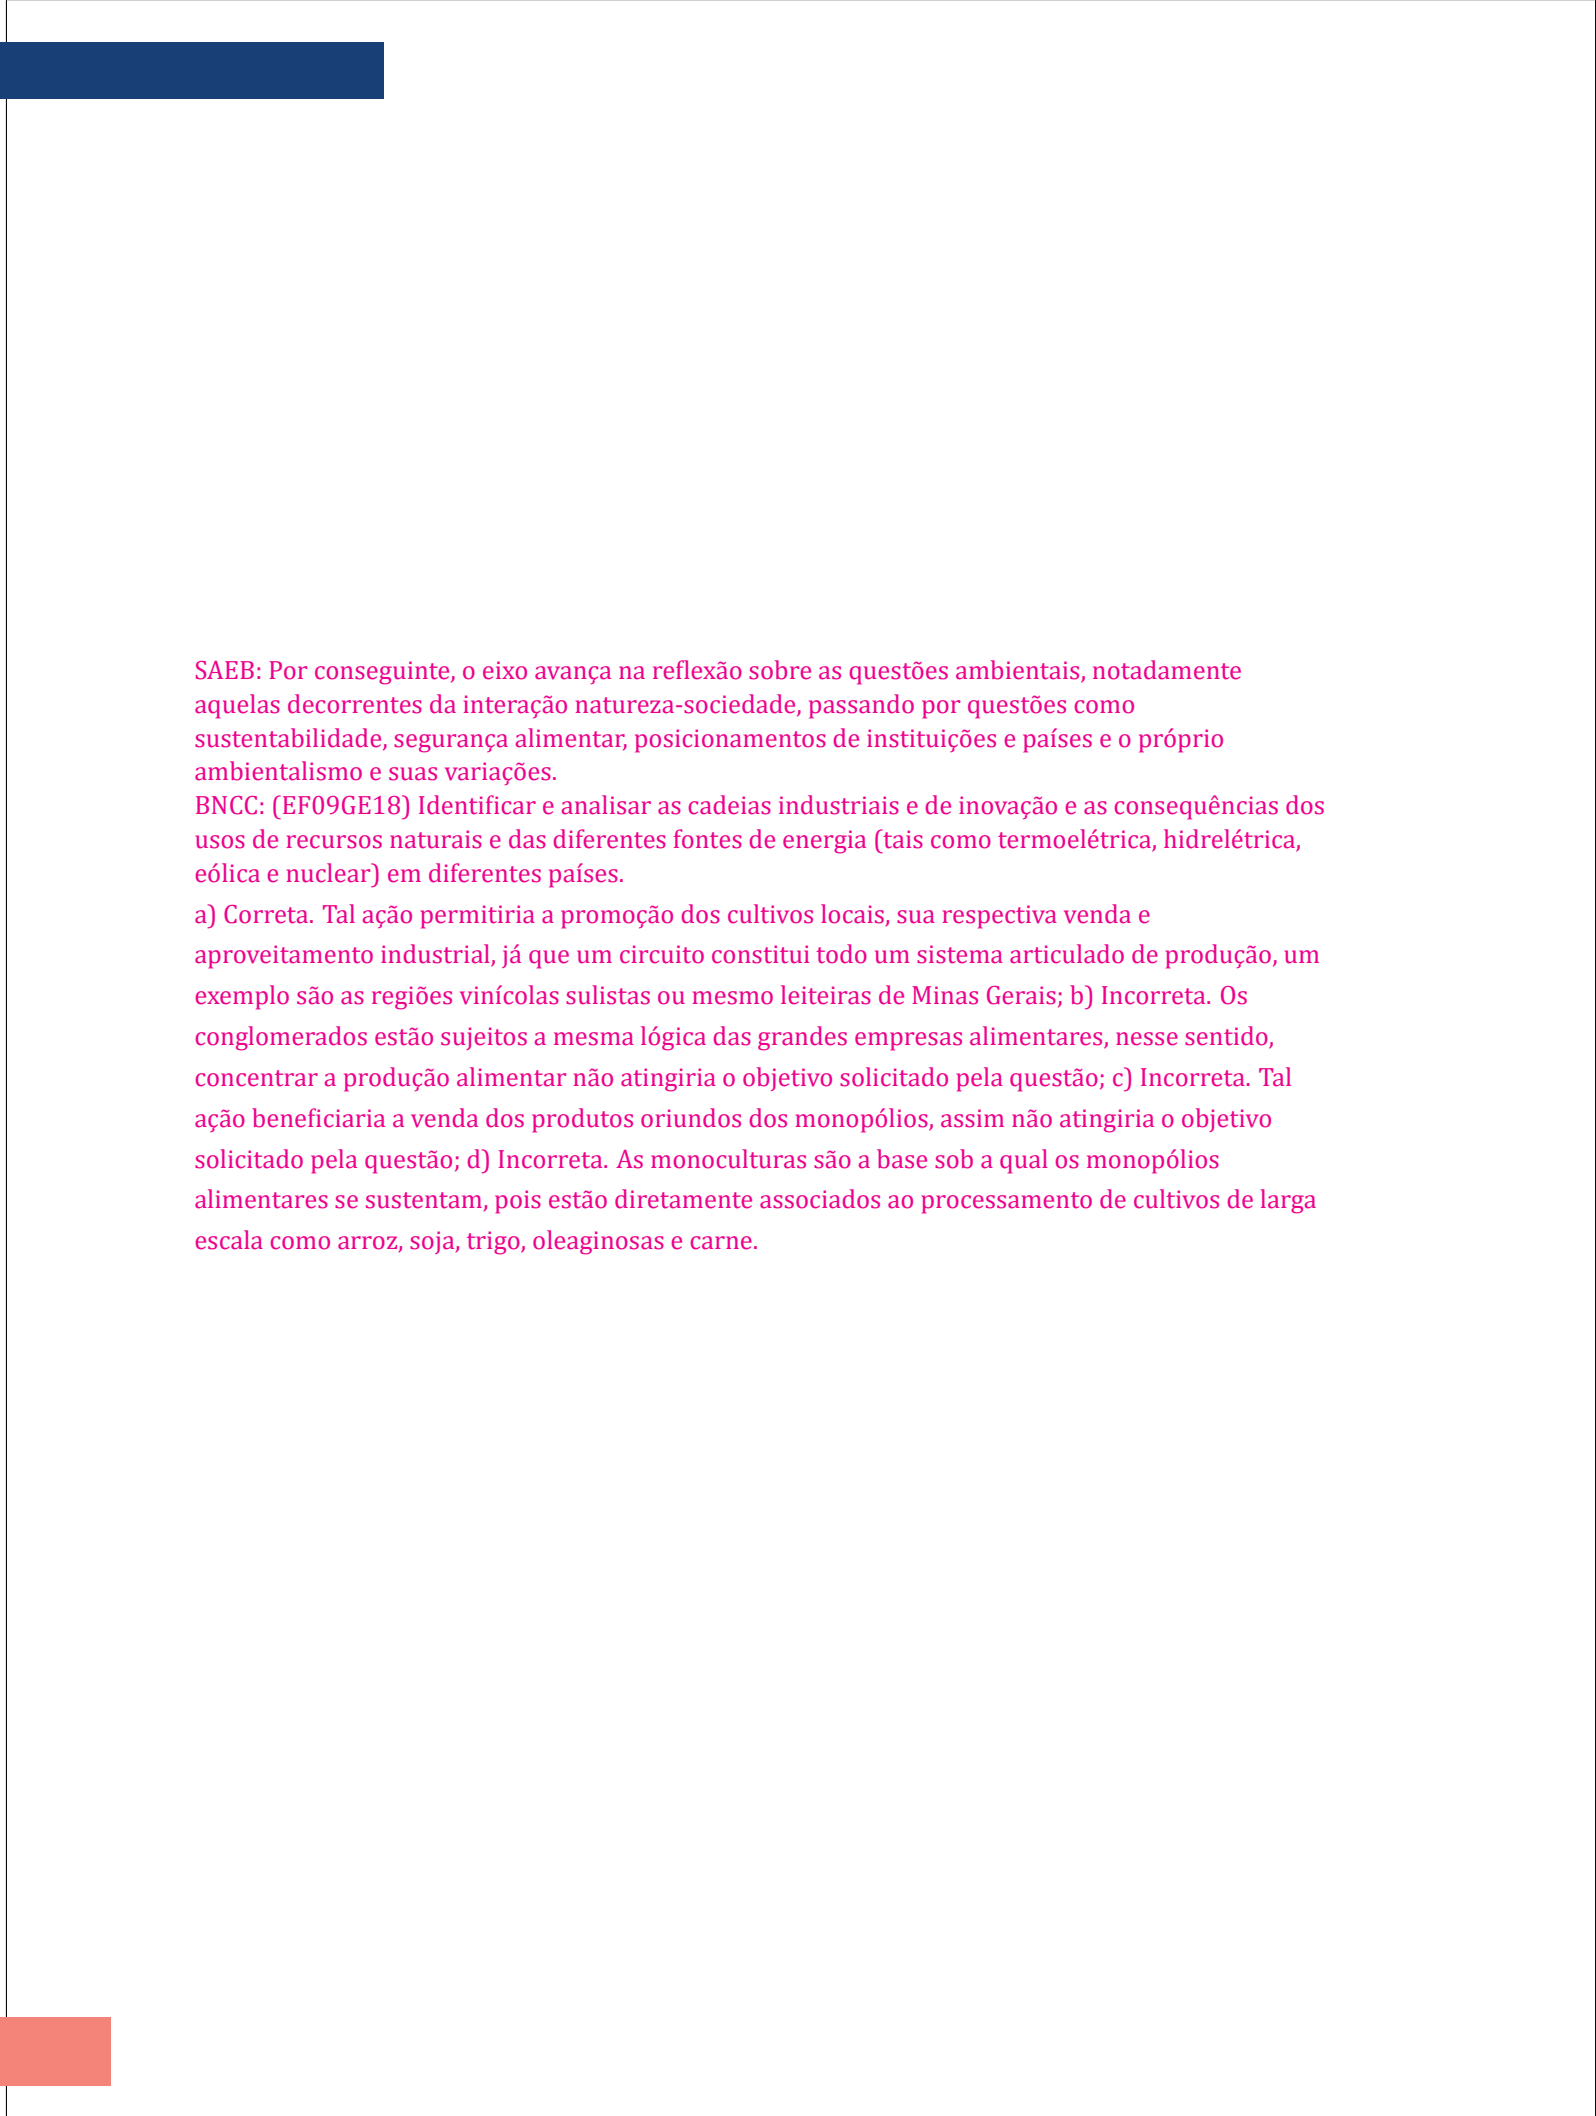 SAEB: Por conseguinte, o eixo avança na reflexão sobre as questões ambientais, notadamente
aquelas decorrentes da interação natureza-sociedade, passando por questões como
sustentabilidade, segurança alimentar, posicionamentos de instituições e países e o próprio
ambientalismo e suas variações.
BNCC: (EF09GE18) Identificar e analisar as cadeias industriais e de inovação e as consequências dos
usos de recursos naturais e das diferentes fontes de energia (tais como termoelétrica, hidrelétrica,
eólica e nuclear) em diferentes países.
a) Correta. Tal ação permitiria a promoção dos cultivos locais, sua respectiva venda e
aproveitamento industrial, já que um circuito constitui todo um sistema articulado de produção, um
exemplo são as regiões vinícolas sulistas ou mesmo leiteiras de Minas Gerais; b) Incorreta. Os
conglomerados estão sujeitos a mesma lógica das grandes empresas alimentares, nesse sentido,
concentrar a produção alimentar não atingiria o objetivo solicitado pela questão; c) Incorreta. Tal
ação beneficiaria a venda dos produtos oriundos dos monopólios, assim não atingiria o objetivo
solicitado pela questão; d) Incorreta. As monoculturas são a base sob a qual os monopólios
alimentares se sustentam, pois estão diretamente associados ao processamento de cultivos de larga
escala como arroz, soja, trigo, oleaginosas e carne.